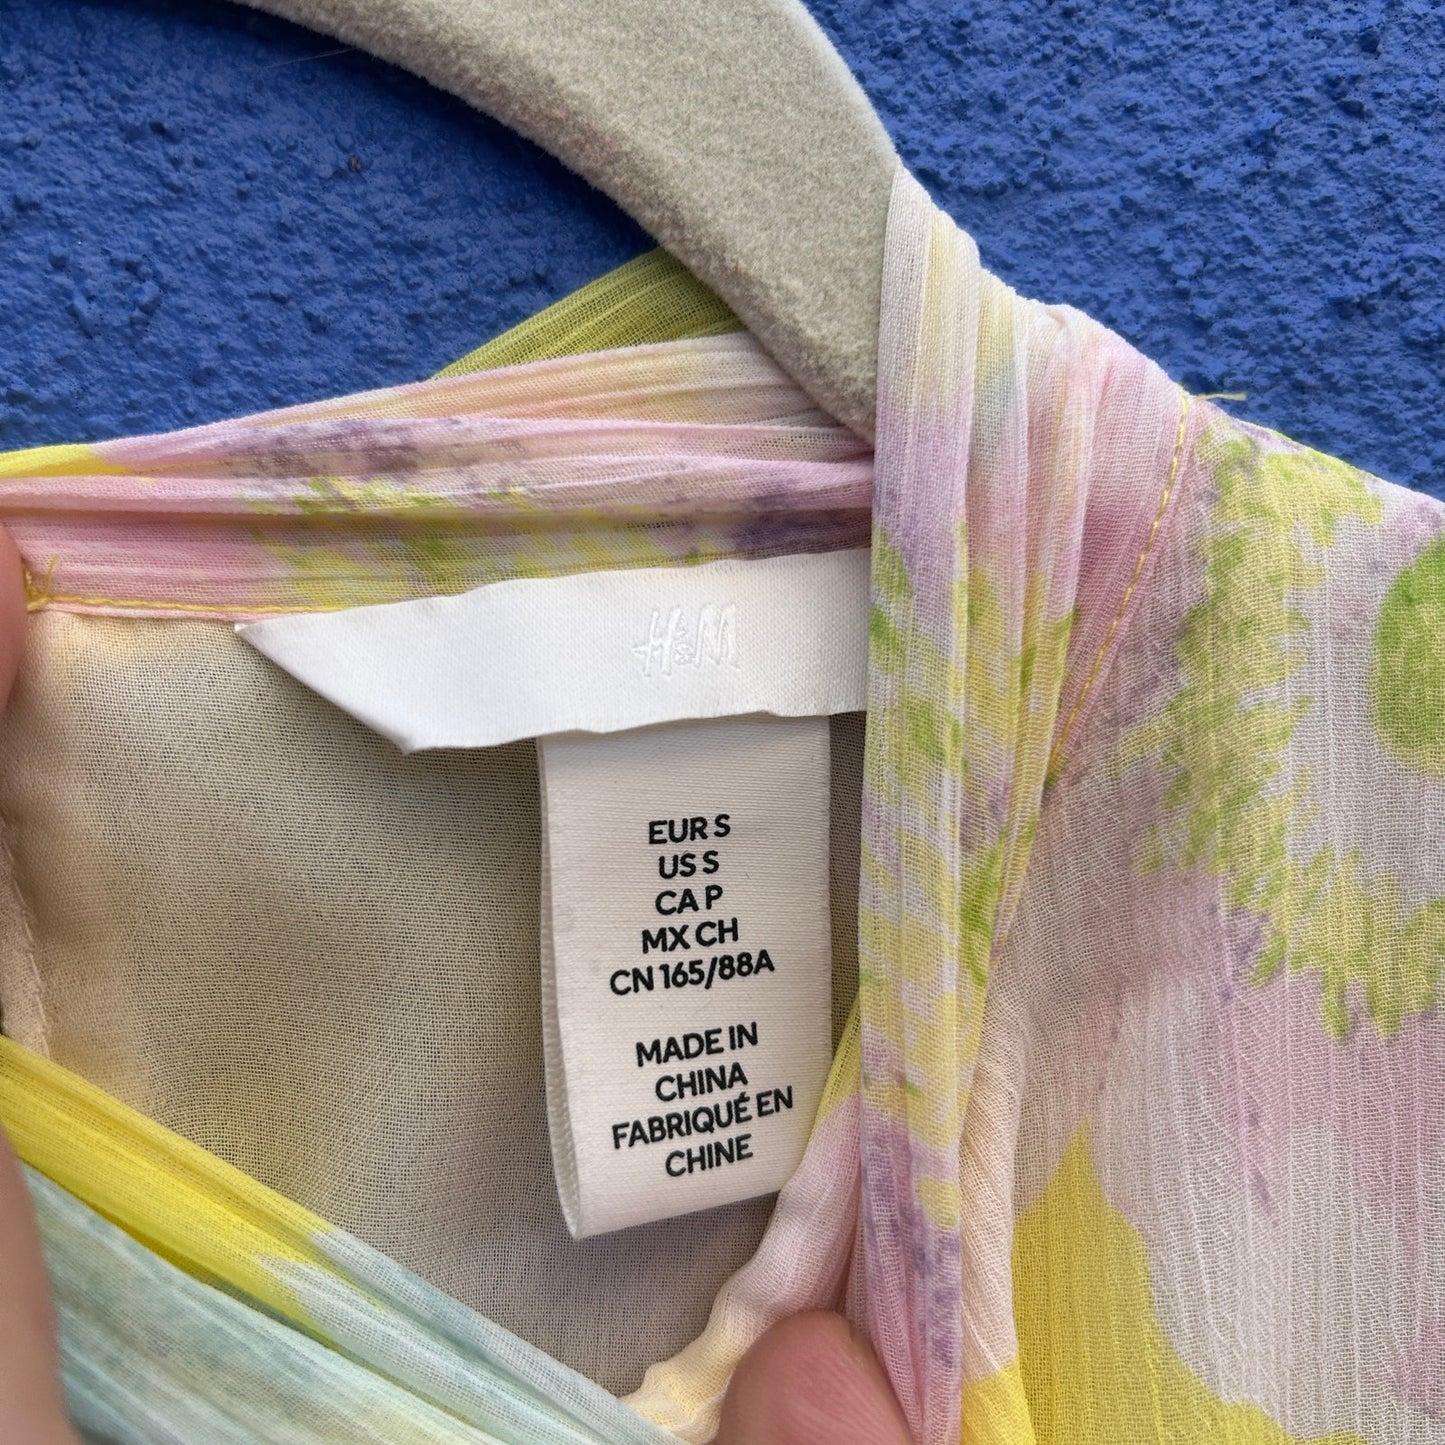 H&M
EUR S
US S
CA P
MX CH
CN 165/88A
MADE IN
CHINA
FABRIQUÉ EN
CHINE